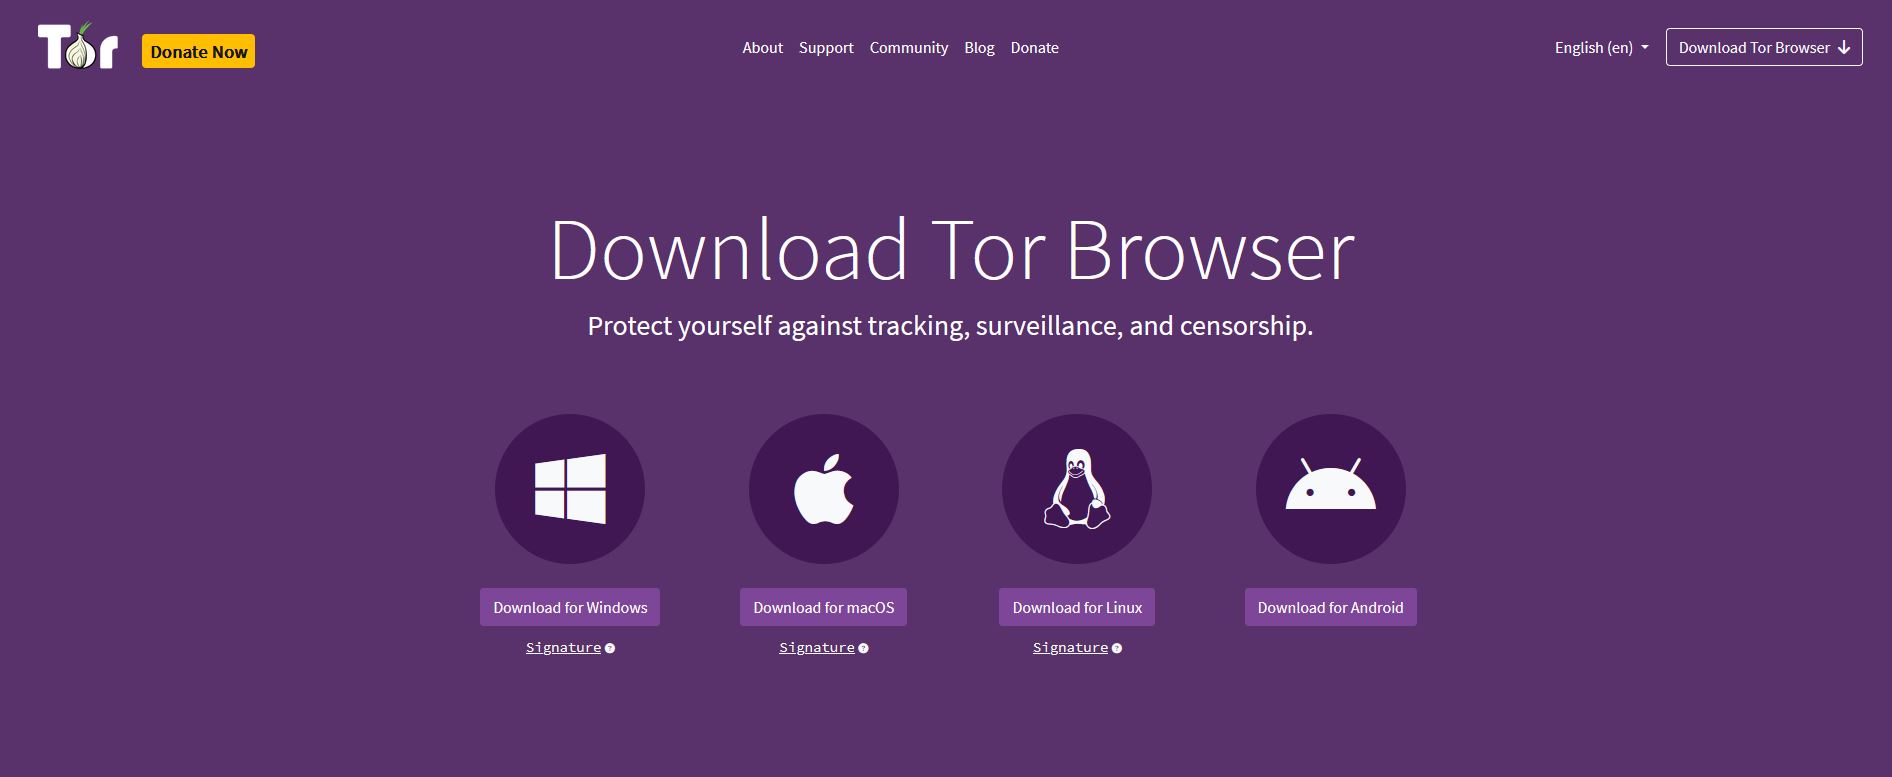 Tor
Donate Now
About Support Community Blog Donate
English (en)
Download Tor Browser
Download Tor Browser
Protect yourself against tracking, surveillance, and censorship.
Download for Windows
Signature ?
Download for macOS
Signature ?
Download for Linux
Signature ?
Download for Android